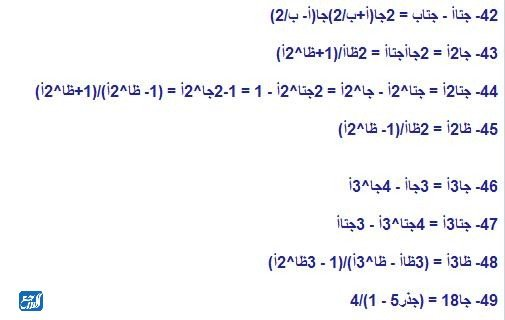 42- جتاأ - جتاب = 2جا(أ+ب/2)جا(أ- ب/2)
43- جا2أ = 2جاأجتاأ = 2ظاأ/(1+ظا^2أ)
44- جتا2أ = جتا^2أ - جا^2أ = 2جتا^2أ - 1 = 1-2جا^2أ = (1- ظا^2أ)/(1+ظا^2أ)
45- ظا2أ = 2ظاأ/(1- ظا^2أ)
46- جا3أ = 3جاأ - 4جا^3أ
47- جتا3أ = 4جتا^3أ - 3جتاأ
48- ظا3أ = (3ظاأ - ظا^3أ)/(1 - 3ظا^2أ)
49- جا18 = (جذر5 - 1)/4